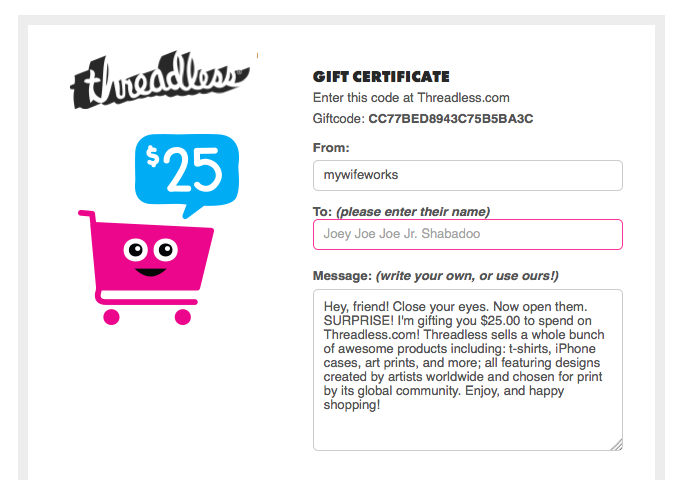 threadless
$25
GIFT CERTIFICATE
Enter this code at Threadless.com
Giftcode: CC77BED8943C75B5BA3C
From:
mywifeworks
To: (please enter their name)
Joey Joe Joe Jr. Shabadoo
Message: (write your own, or use ours!)
Hey, friend! Close your eyes. Now open them.
SURPRISE! I'm gifting you $25.00 to spend on
Threadless.com! Threadless sells a whole bunch
of awesome products including: t-shirts, iPhone
cases, art prints, and more; all featuring designs
created by artists worldwide and chosen for print
by its global community. Enjoy, and happy
shopping!